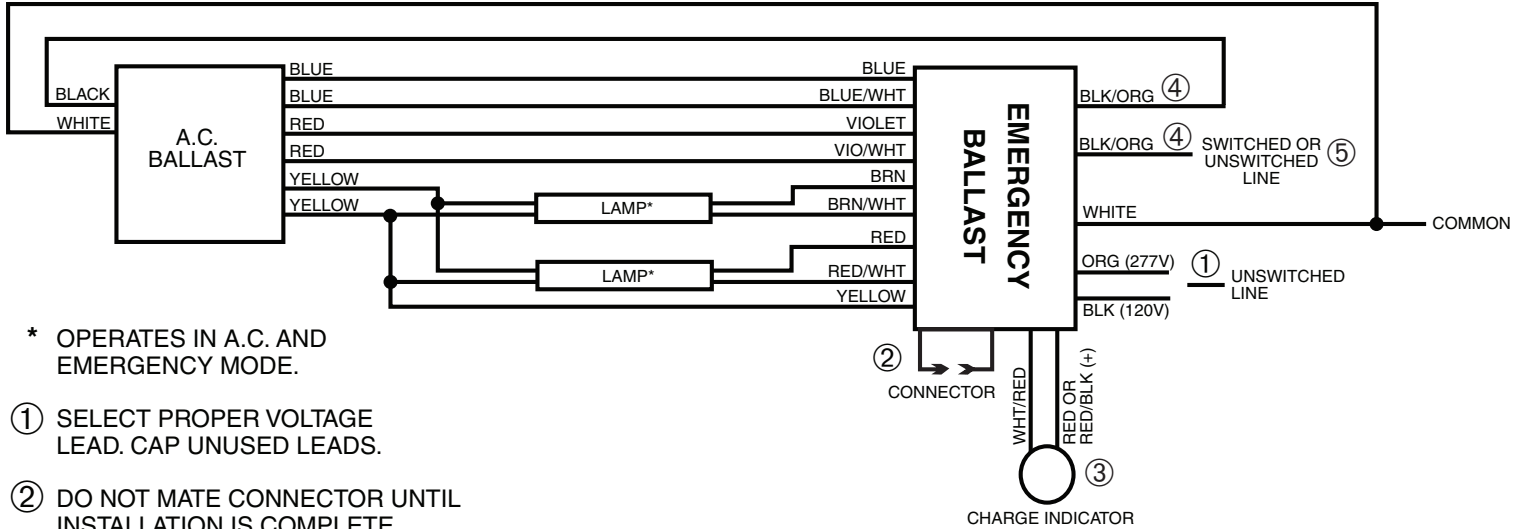 BLUE
BLUE
BLUE
BLUE/WHT
BLACK
WHITE
RED
VIOLET
A.C.
BALLAST
RED
VIO/WHT
YELLOW
BRN
YELLOW
BRN/WHT
LAMP*
RED
RED/WHT
LAMP*
YELLOW
EMERGENCY
BALLAST
BLK/ORG ④
BLK/ORG ④ SWITCHED OR
UNSWITCHED ⑤
LINE
WHITE
COMMON
ORG (277V) ① UNSWITCHED
LINE
BLK (120V)
②
CONNECTOR
WHT/RED
RED OR
RED/BLK (+)
③
CHARGE INDICATOR
* OPERATES IN A.C. AND
EMERGENCY MODE.
① SELECT PROPER VOLTAGE
LEAD. CAP UNUSED LEADS.
② DO NOT MATE CONNECTOR UNTIL
INSTALLATION IS COMPLETE